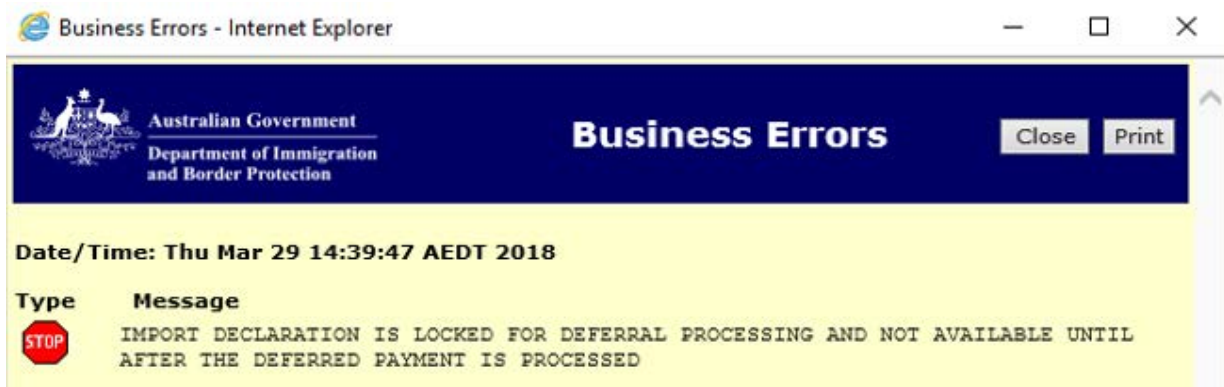 Business Errors - Internet Explorer
Australian Government
Department of Immigration
and Border Protection
Business Errors
Close
Print
Date/Time: Thu Mar 29 14:39:47 AEDT 2018
Type Message
STOP
IMPORT DECLARATION IS LOCKED FOR DEFERRAL PROCESSING AND NOT AVAILABLE UNTIL
AFTER THE DEFERRED PAYMENT IS PROCESSED